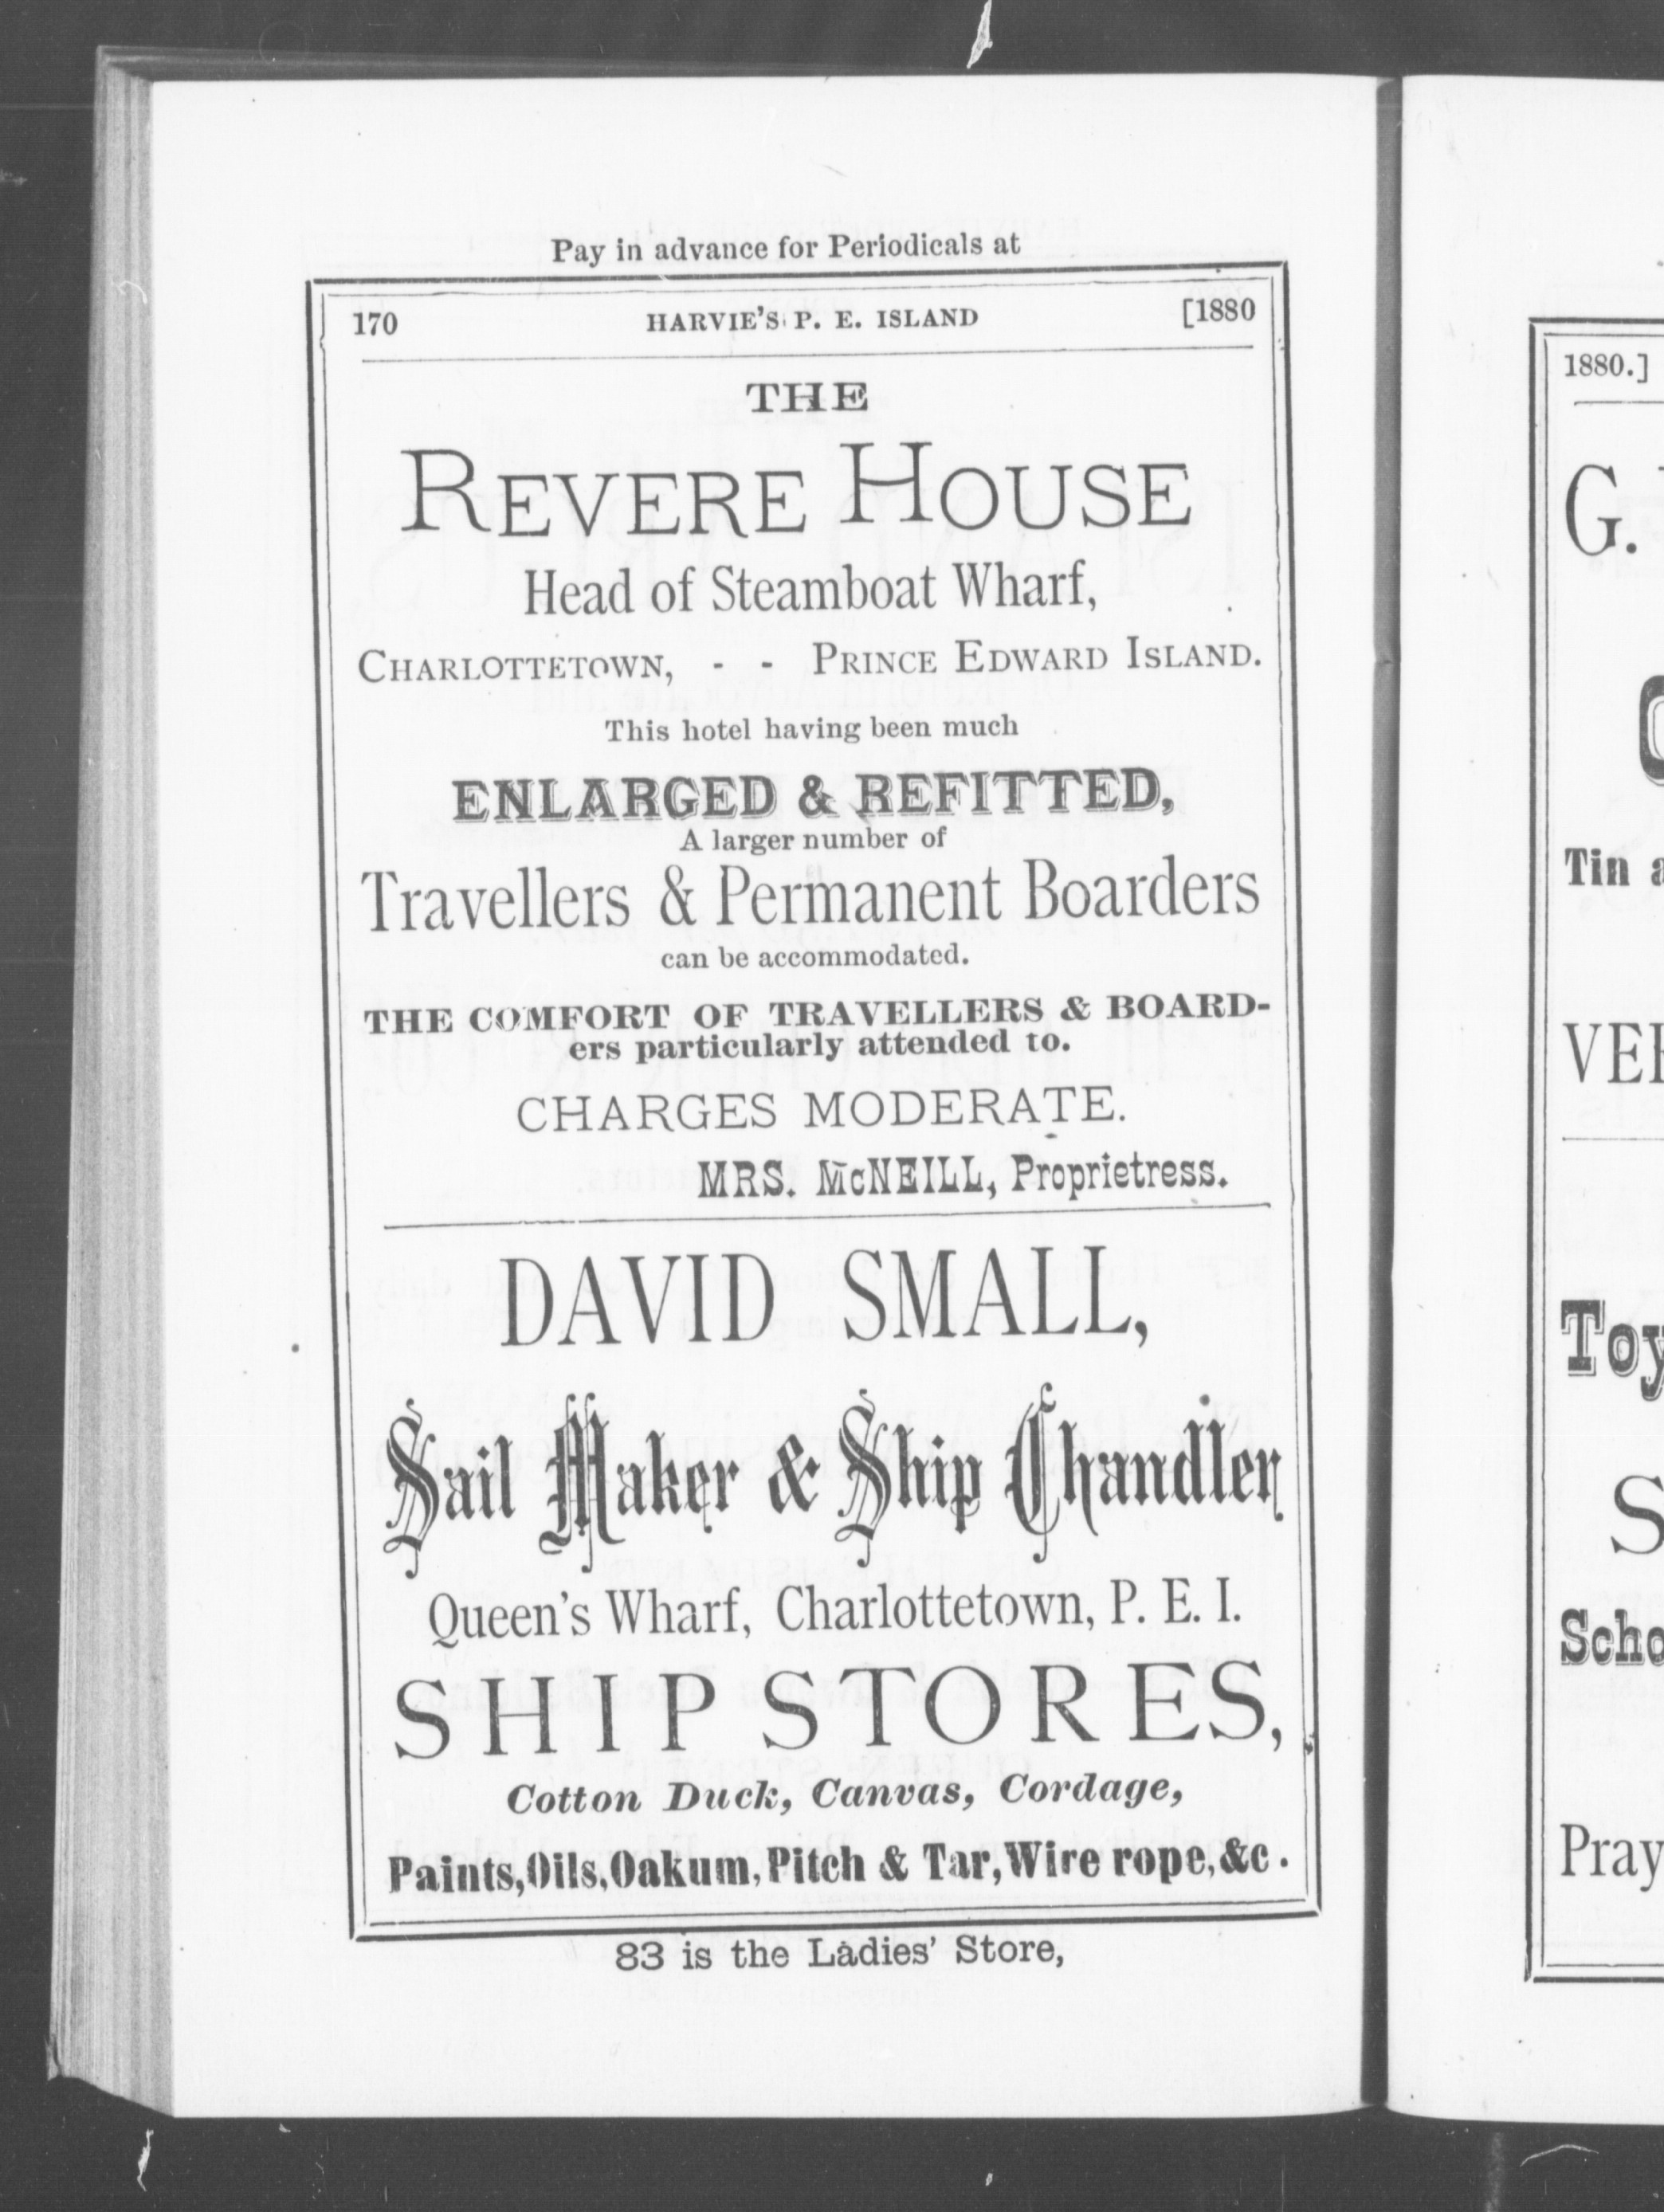 Pay in advance for Periodicals at
170 HARVIE'S P. E. ISLAND [1880
THE
REVERE HOUSE
Head of Steamboat Wharf,
CHARLOTTETOWN, - - PRINCE EDWARD ISLAND.
This hotel having been much
ENLARGED & REFITTED,
A larger number of
Travellers & Permanent Boarders
can be accommodated.
THE COMFORT OF TRAVELLERS & BOARD-
ers particularly attended to.
CHARGES MODERATE.
MRS. McNEILL, Proprietress.
DAVID SMALL,
Sail Maker & Ship Chandler
Queen's Wharf, Charlottetown, P. E. I.
SHIP STORES,
Cotton Duck, Canvas, Cordage,
Paints, Oils, Oakum, Pitch & Tar, Wire rope, &c.
83 is the Ladies' Store,
1880.]
G.
Tin
Toy
Pray